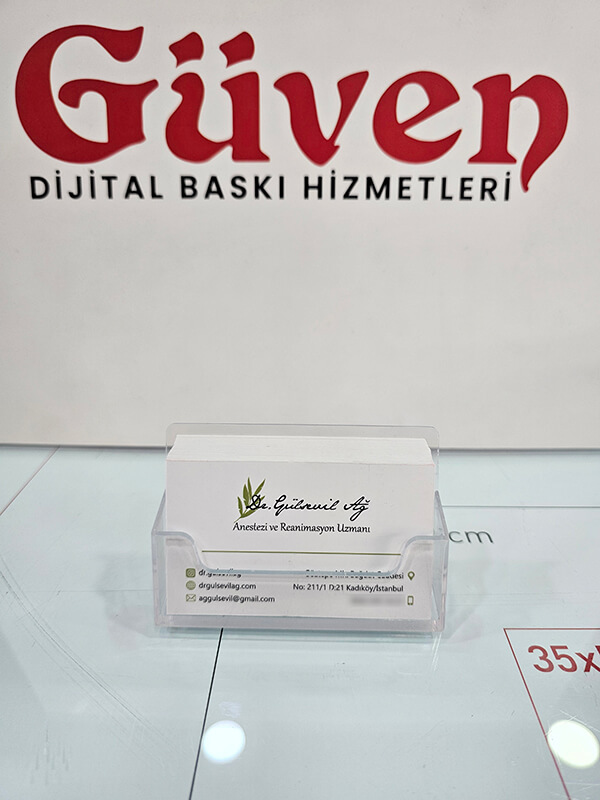 Güven
DİJİTAL BASKI HİZMETLERİ
Dr. Gülsevil Ağ
Anestezi ve Reanimasyon Uzmanı
drgulsevilag
drgulsevilag.com
No: 211/1 D:21 Kadıköy/İstanbul
aggulsevil@gmail.com
cm
35x